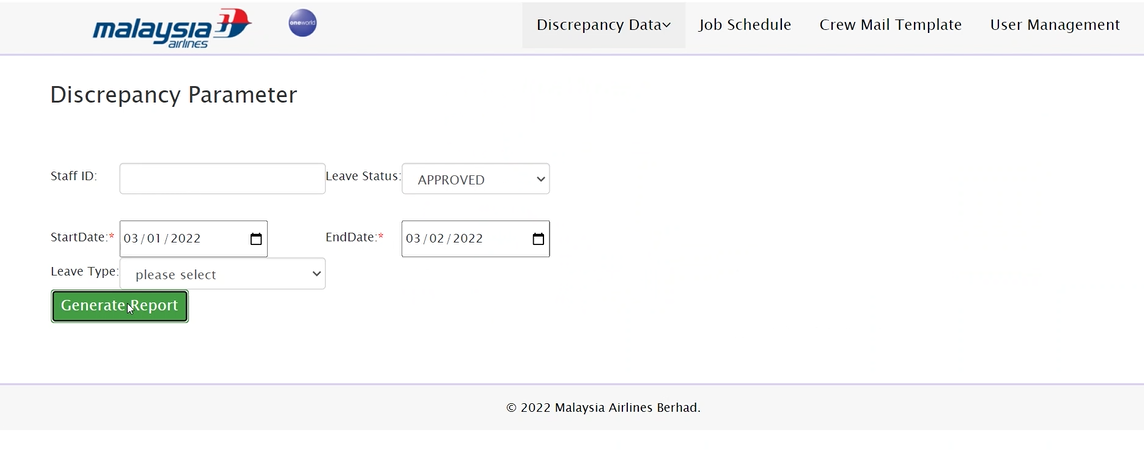 malaysia airlines
oneworld
Discrepancy Data Job Schedule Crew Mail Template User Management
Discrepancy Parameter
Staff ID: Leave Status: APPROVED
StartDate:* 03/01/2022 EndDate:* 03/02/2022
Leave Type: please select
Generate Report
© 2022 Malaysia Airlines Berhad.